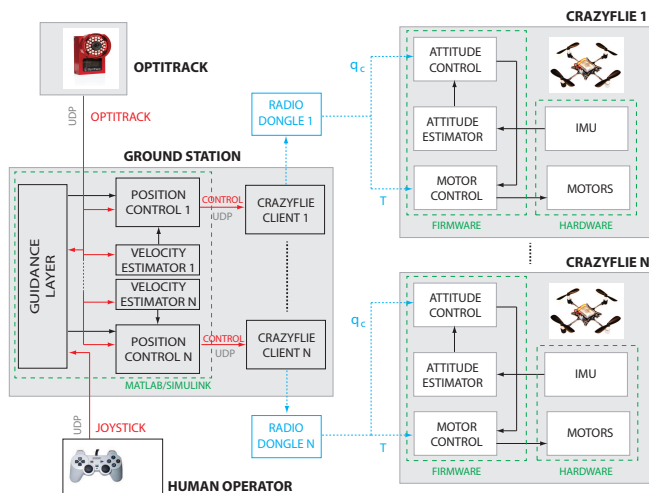 OPTITRACK
UDP
OPTITRACK
GROUND STATION
GUIDANCE
LAYER
POSITION
CONTROL 1
VELOCITY
ESTIMATOR 1
VELOCITY
ESTIMATOR N
POSITION
CONTROL N
CONTROL
UDP
CONTROL
UDP
CRAZYFLIE
CLIENT 1
CRAZYFLIE
CLIENT N
MATLAB/SIMULINK
UDP
JOYSTICK
HUMAN OPERATOR
RADIO
DONGLE 1
RADIO
DONGLE N
CRAZYFLIE 1
qc
T
ATTITUDE
CONTROL
ATTITUDE
ESTIMATOR
MOTOR
CONTROL
IMU
MOTORS
FIRMWARE
HARDWARE
CRAZYFLIE N
qc
T
ATTITUDE
CONTROL
ATTITUDE
ESTIMATOR
MOTOR
CONTROL
IMU
MOTORS
FIRMWARE
HARDWARE